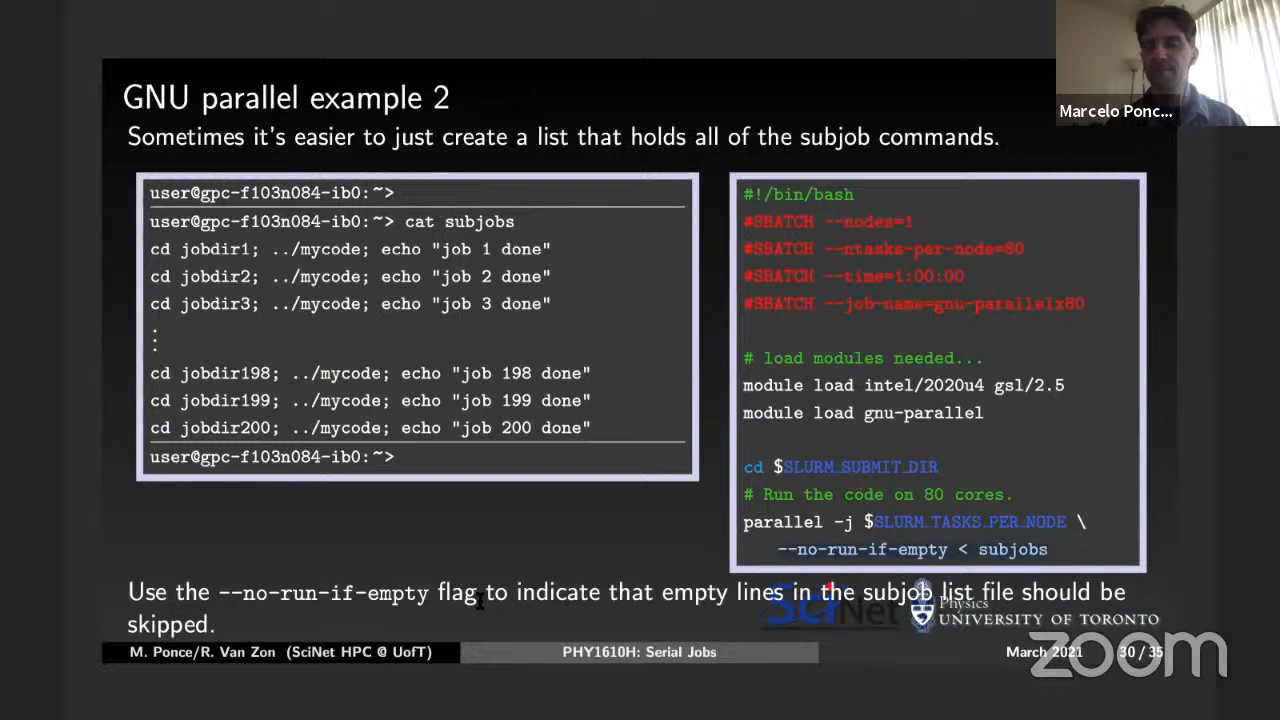 GNU parallel example 2
Marcelo Ponc...
Sometimes it's easier to just create a list that holds all of the subjob commands.
user@gpc-f103n084-ib0:~>
user@gpc-f103n084-ib0:~> cat subjobs
cd jobdir1; ../mycode; echo "job 1 done"
cd jobdir2; ../mycode; echo "job 2 done"
cd jobdir3; ../mycode; echo "job 3 done"
⋮
cd jobdir198; ../mycode; echo "job 198 done"
cd jobdir199; ../mycode; echo "job 199 done"
cd jobdir200; ../mycode; echo "job 200 done"
user@gpc-f103n084-ib0:~>
#!/bin/bash
#SBATCH --nodes=1
#SBATCH --ntasks-per-node=80
#SBATCH --time=1:00:00
#SBATCH --job-name=gnu-parallelx80
# load modules needed...
module load intel/2020u4 gsl/2.5
module load gnu-parallel
cd $SLURM_SUBMIT_DIR
# Run the code on 80 cores.
parallel -j $SLURM_TASKS_PER_NODE \
--no-run-if-empty < subjobs
Use the --no-run-if-empty flag to indicate that empty lines in the subjob list file should be
skipped.
SciNet
Physics
UNIVERSITY OF TORONTO
M. Ponce/R. Van Zon (SciNet HPC @ UofT)
PHY1610H: Serial Jobs
March 2021
30 / 35
zoom